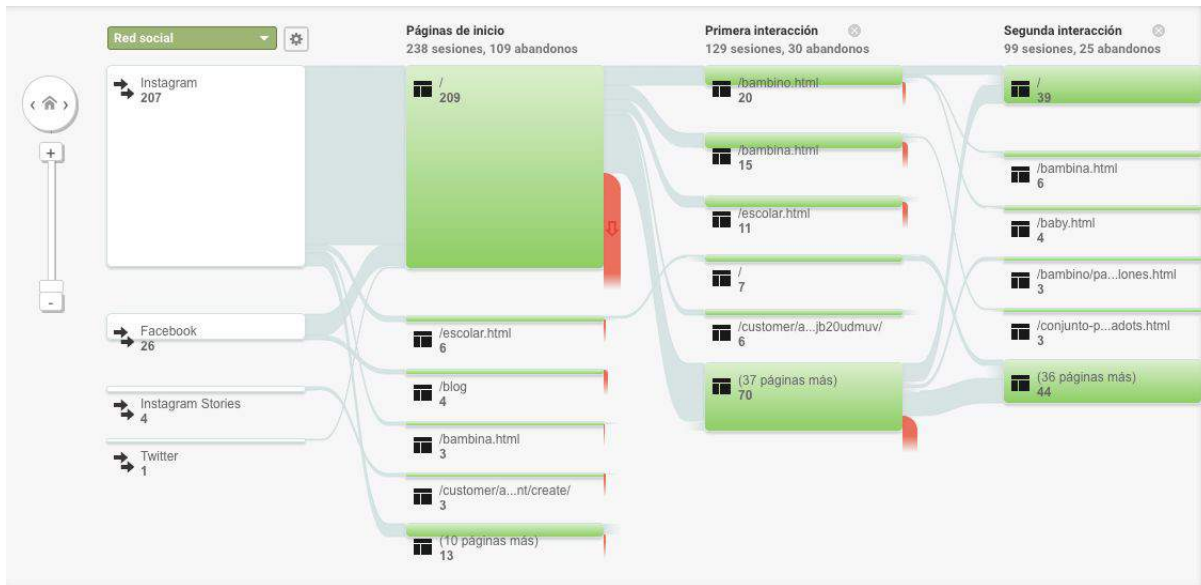 Red social
Instagram
207
Facebook
26
Instagram Stories
4
Twitter
1
Páginas de inicio
238 sesiones, 109 abandonos
/
209
/escolar.html
6
/blog
4
/bambina.html
3
/customer/a...nt/create/
3
(10 páginas más)
13
Primera interacción
129 sesiones, 30 abandonos
/bambino.html
20
/bambina.html
15
/escolar.html
11
/
7
/customer/a...jb20udmuv/
6
(37 páginas más)
70
Segunda interacción
99 sesiones, 25 abandonos
/
39
/bambina.html
6
/baby.html
4
/bambino/pa...lones.html
3
/conjunto-p...adots.html
3
(36 páginas más)
44